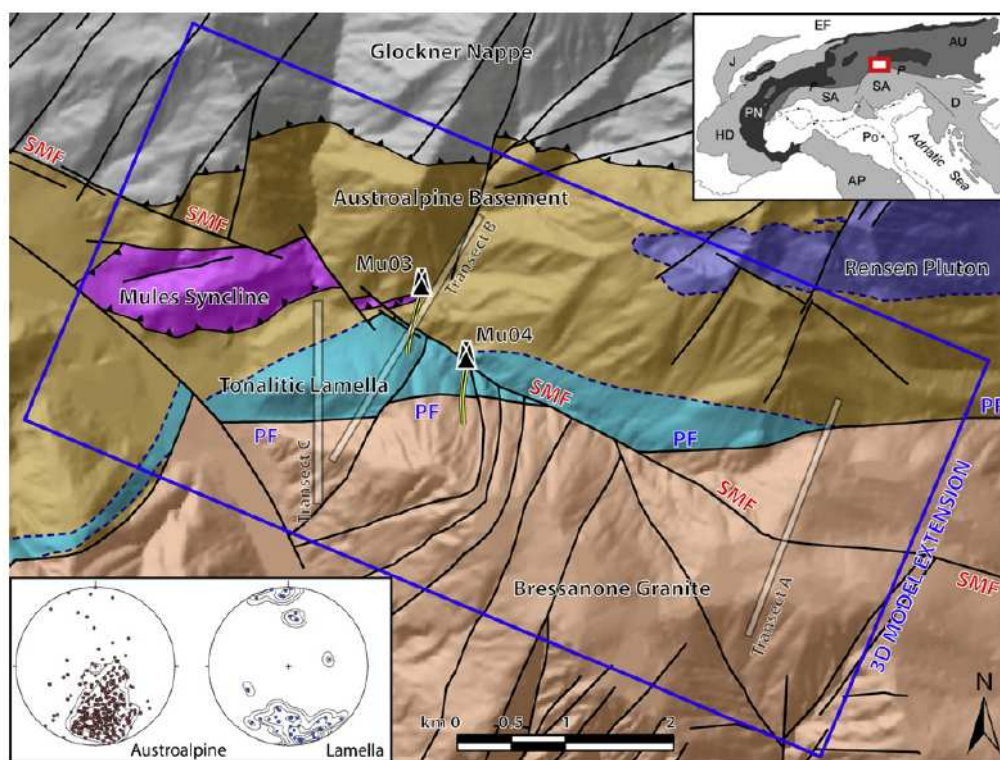 Glockner Nappe
EF
AU
J
P
P
SA
SA
D
PN
HD
Po
Adriatic
Sea
AP
SMF
SMF
Austroalpine Basement
Transect B
Mu03
Rensen Pluton
Mules Syncline
Mu04
Tonalitic Lamella
SMF
PF
PF
PF
Transect C
SMF
Bressanone Granite
Transect A
SMF
3D MODEL EXTENSION
N
km 0 0.5 1 2
Austroalpine
Lamella